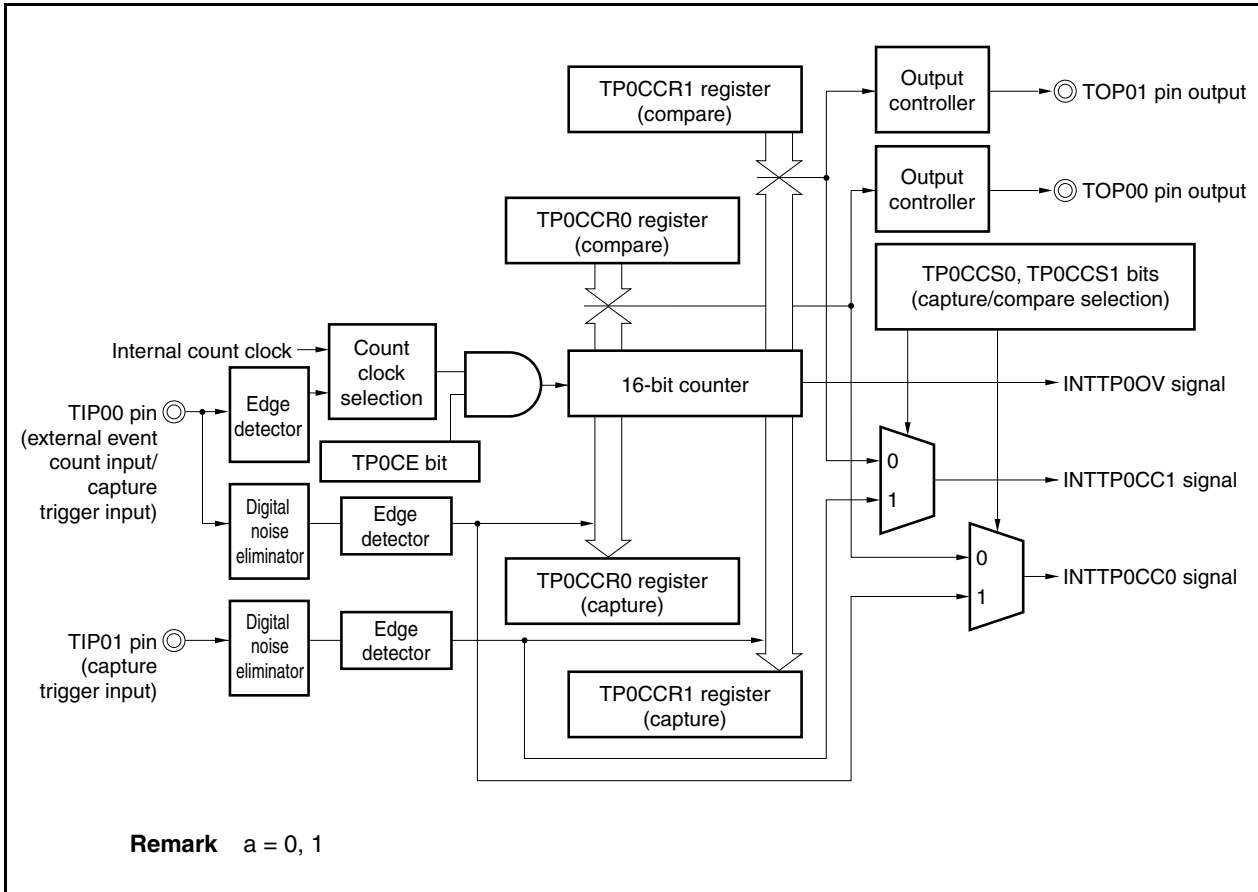 TP0CCR1 register
(compare)
Output
controller
TOP01 pin output
Output
controller
TOP00 pin output
TP0CCR0 register
(compare)
TP0CCS0, TP0CCS1 bits
(capture/compare selection)
Internal count clock
Count
clock
selection
16-bit counter
INTTP0OV signal
TIP00 pin
(external event
count input/
capture
trigger input)
Edge
detector
TP0CE bit
0
1
INTTP0CC1 signal
Digital
noise
eliminator
Edge
detector
TP0CCR0 register
(capture)
0
1
INTTP0CC0 signal
TIP01 pin
(capture
trigger input)
Digital
noise
eliminator
Edge
detector
TP0CCR1 register
(capture)
Remark a = 0, 1